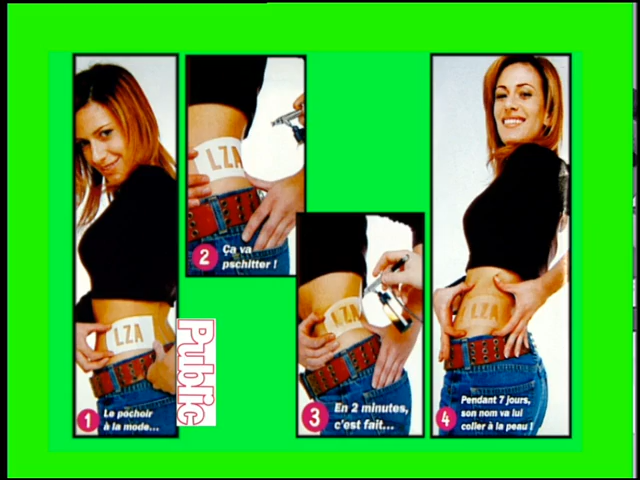 LZA
1 Le pochoir
à la mode...
Public
LZA
2 Ça va
pschitter !
LZA
3 En 2 minutes,
c'est fait...
LZA
4 Pendant 7 jours,
son nom va lui
coller à la peau !